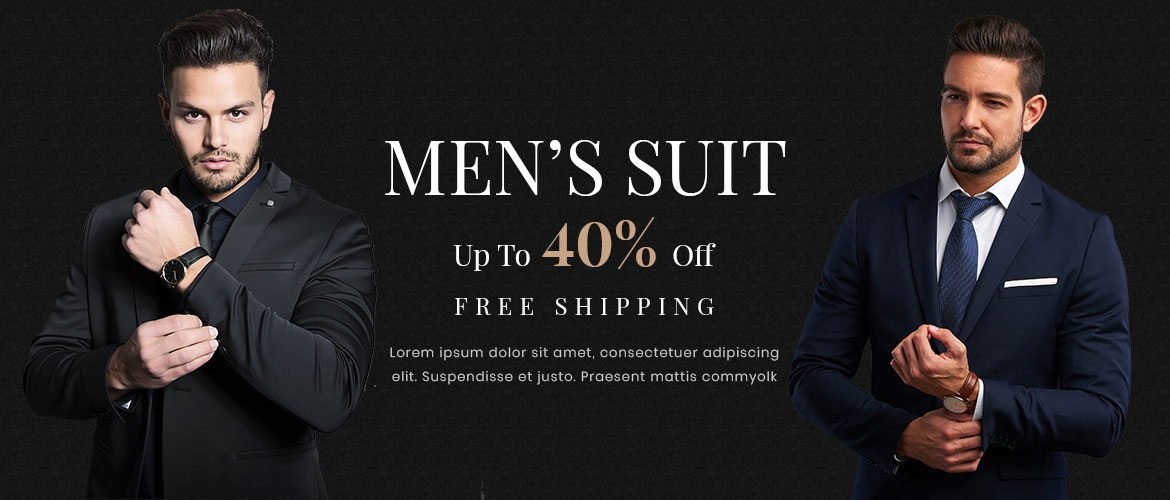 MEN’S SUIT
Up To 40% Off
FREE SHIPPING
Lorem ipsum dolor sit amet, consectetuer adipiscing
elit. Suspendisse et justo. Praesent mattis commyolk